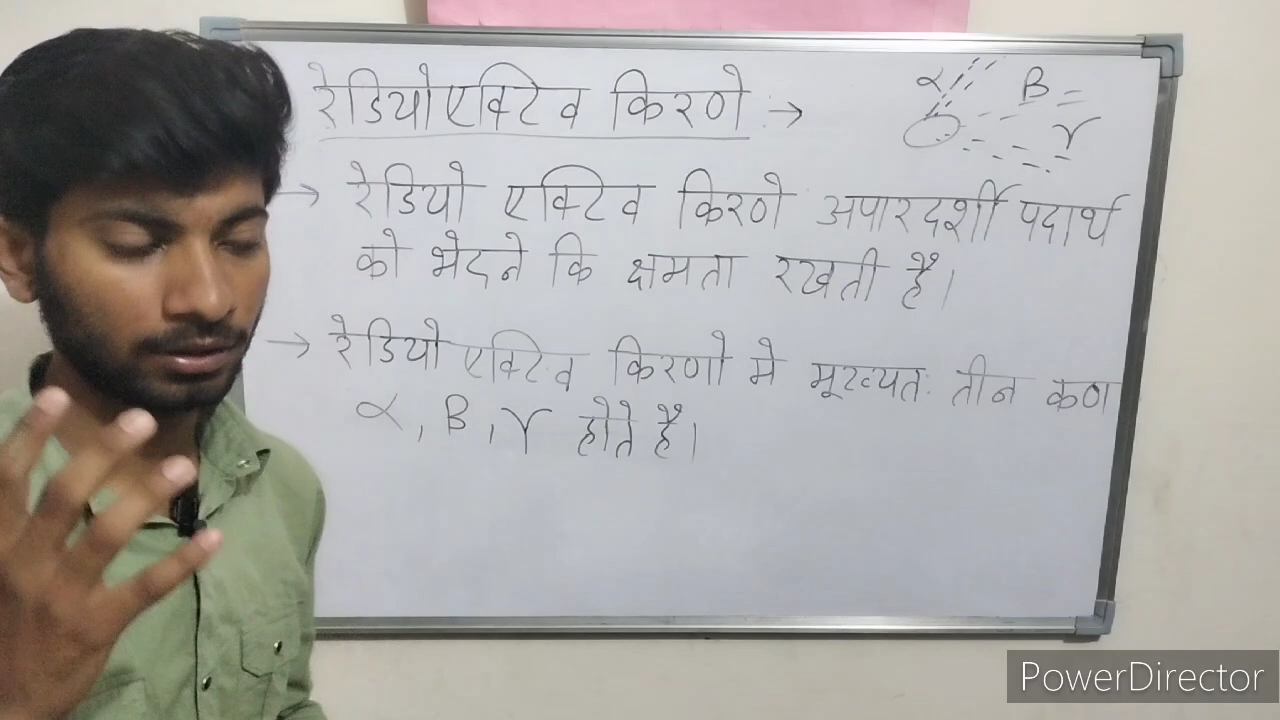 रेडियोएक्टिव किरणे :→
α B =
γ
→ रेडियो एक्टिव किरणे अपारदर्शी पदार्थ
को भेदने कि क्षमता रखती है।
→ रेडियो एक्टिव किरणो मे मूख्यतः तीन कण
α, B, γ होते है।
PowerDirector